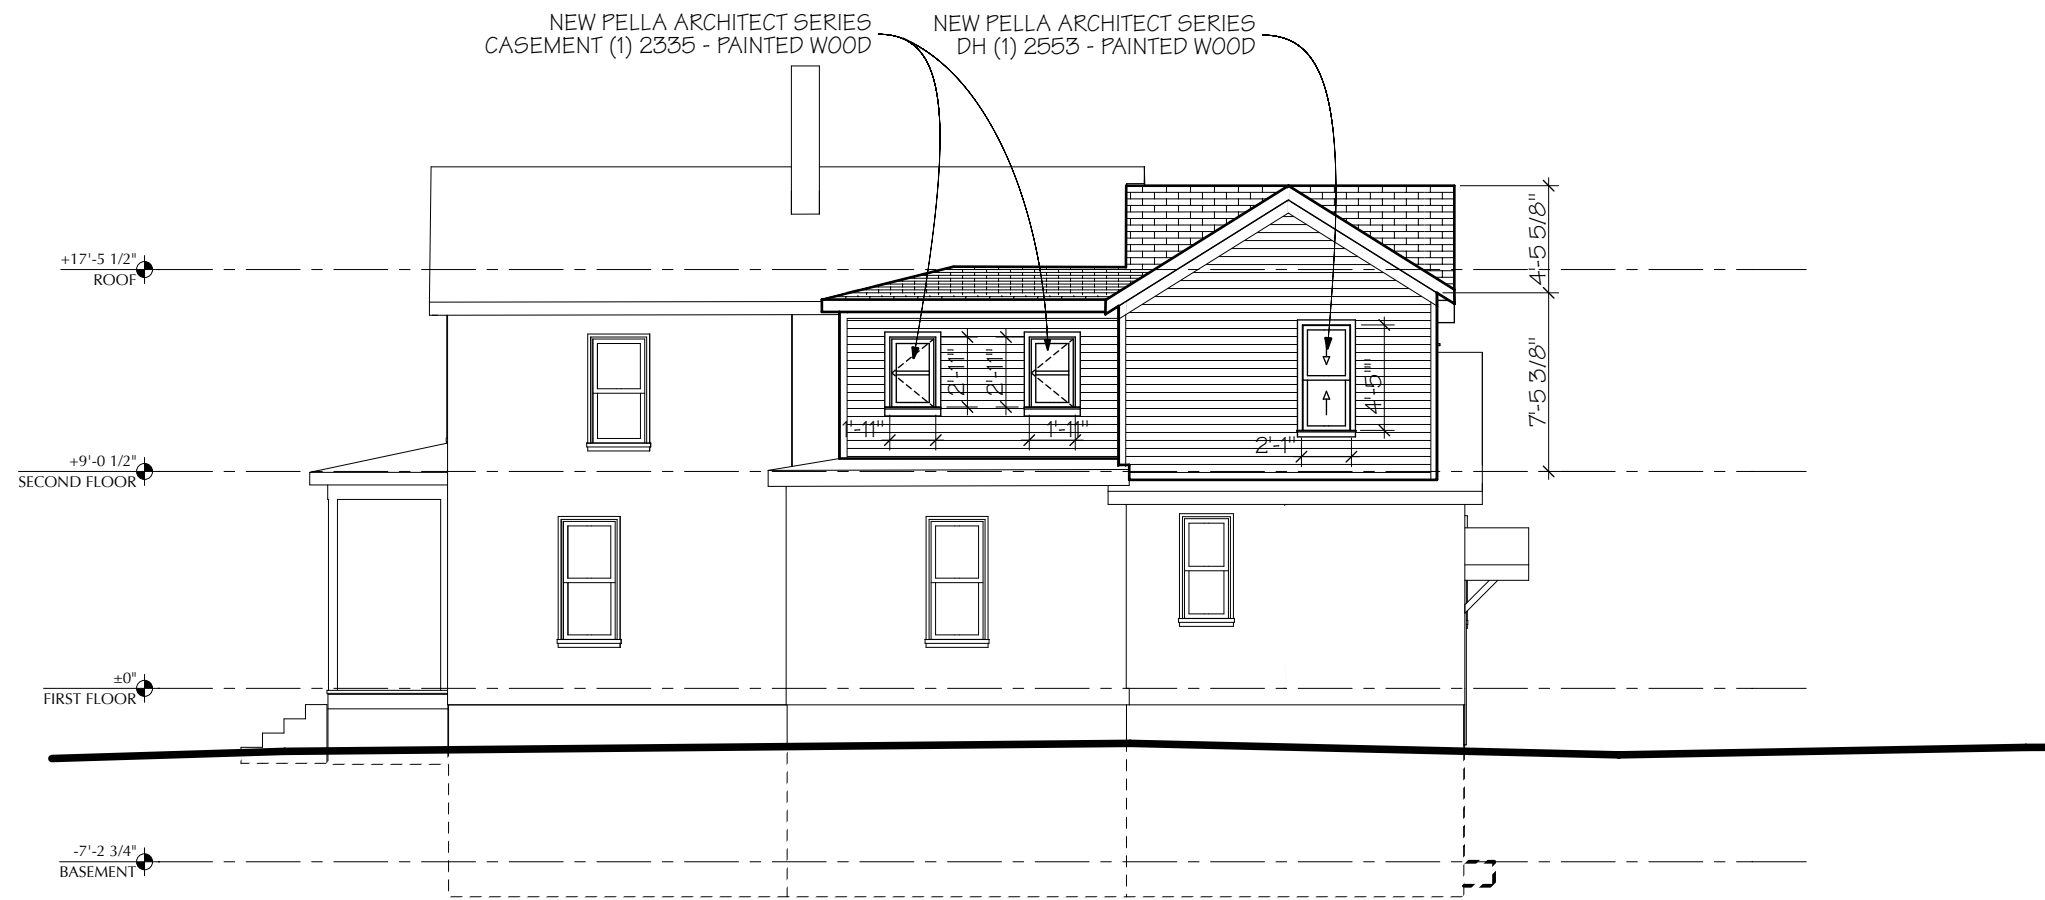 NEW PELLA ARCHITECT SERIES
CASEMENT (1) 2335 - PAINTED WOOD
NEW PELLA ARCHITECT SERIES
DH (1) 2553 - PAINTED WOOD
+17'-5 1/2"
ROOF
4'-5 5/8"
7'-5 3/8"
2'-11"
2'-11"
4'-5"
1'-11"
1'-11"
2'-1"
+9'-0 1/2"
SECOND FLOOR
±0"
FIRST FLOOR
-7'-2 3/4"
BASEMENT